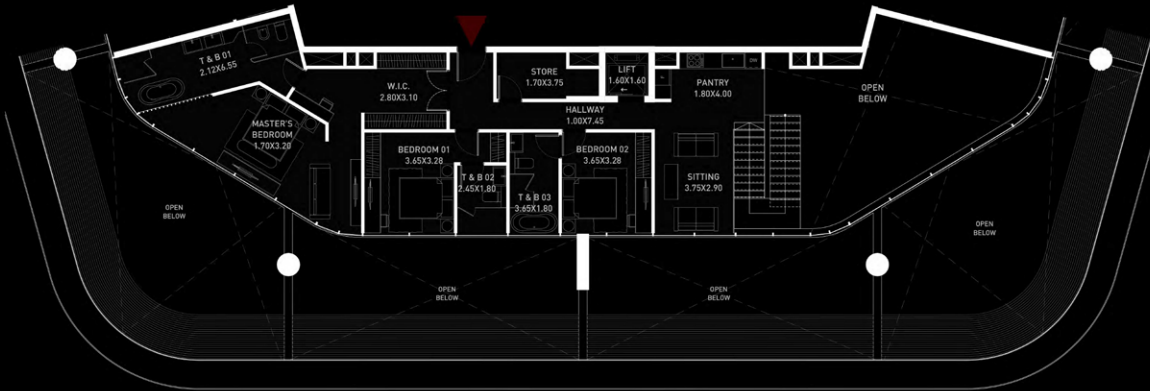 T & B 01
2.12X6.55
W.I.C.
2.80X3.10
STORE
1.70X3.75
LIFT
1.60X1.60
PANTRY
1.80X4.00
DW
OPEN
BELOW
HALLWAY
1.00X7.45
MASTER'S
BEDROOM
1.70X3.20
BEDROOM 01
3.65X3.28
T & B 02
2.45X1.80
T & B 03
3.65X1.80
BEDROOM 02
3.65X3.28
SITTING
3.75X2.90
OPEN
BELOW
OPEN
BELOW
OPEN
BELOW
OPEN
BELOW